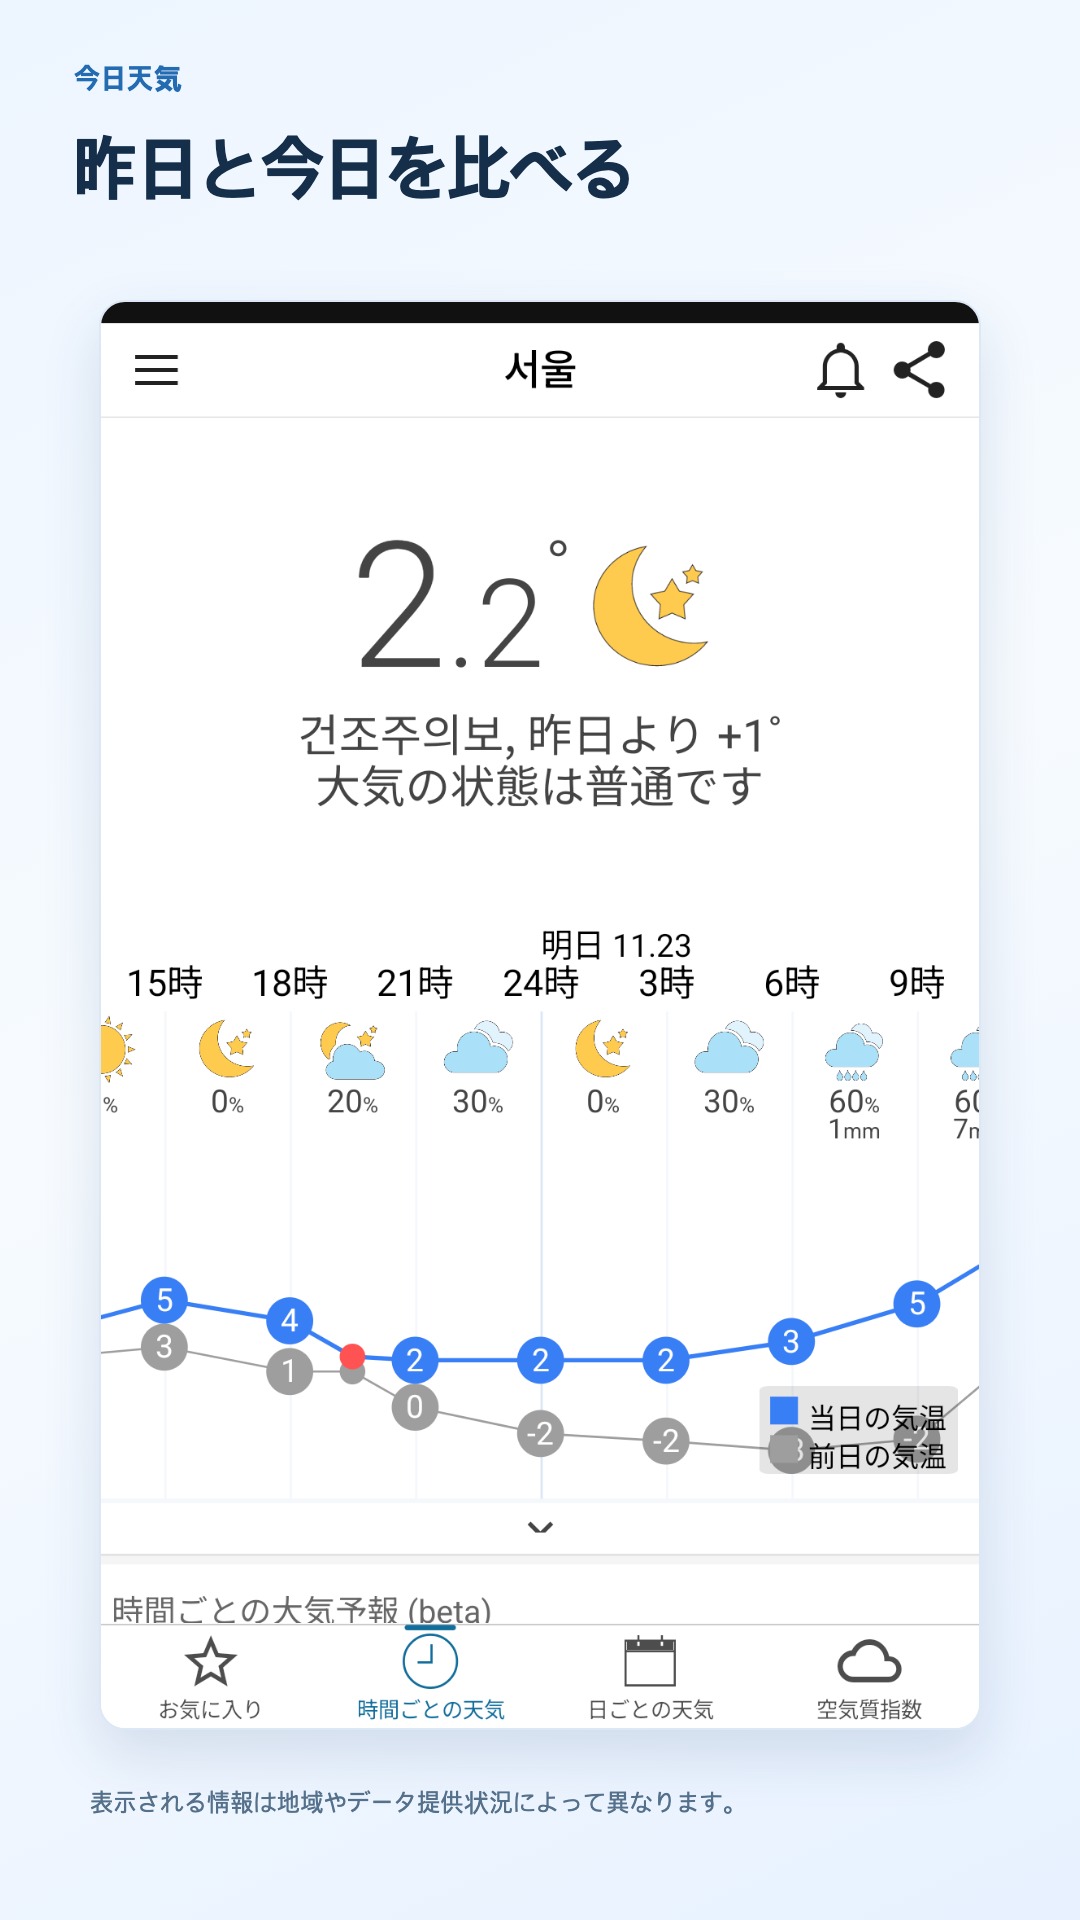 今日天気
昨日と今日を比べる
서울
2.2°
건조주의보, 昨日より +1°
大気の状態は普通です
明日 11.23
15時 18時 21時 24時 3時 6時 9時
% 0% 20% 30% 0% 30% 60% 60
1mm 7m
5 4 2 2 2 3 5
3 1 0 -2 -2 3 -2
当日の気温
前日の気温
時間ごとの大気予報 (beta)
お気に入り 時間ごとの天気 日ごとの天気 空気質指数
表示される情報は地域やデータ提供状況によって異なります。